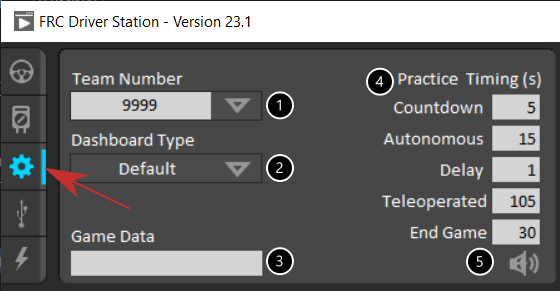 FRC Driver Station - Version 23.1
Team Number
9999
1
Dashboard Type
Default
2
Game Data
3
4 Practice Timing (s)
Countdown 5
Autonomous 15
Delay 1
Teleoperated 105
End Game 30
5